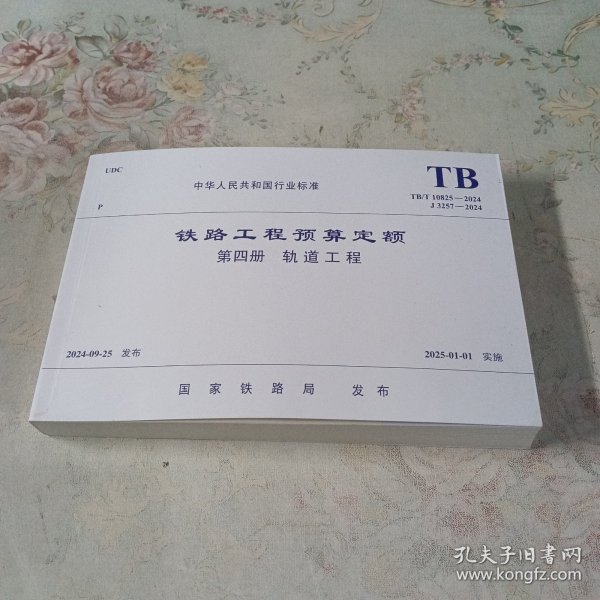 UDC
TB
中华人民共和国行业标准
TB/T 10825—2024
P
J 3257—2024
铁路工程预算定额
第四册 轨道工程
2024-09-25 发布
2025-01-01 实施
国家铁路局 发布
孔夫子旧书网
www.kongfz.com